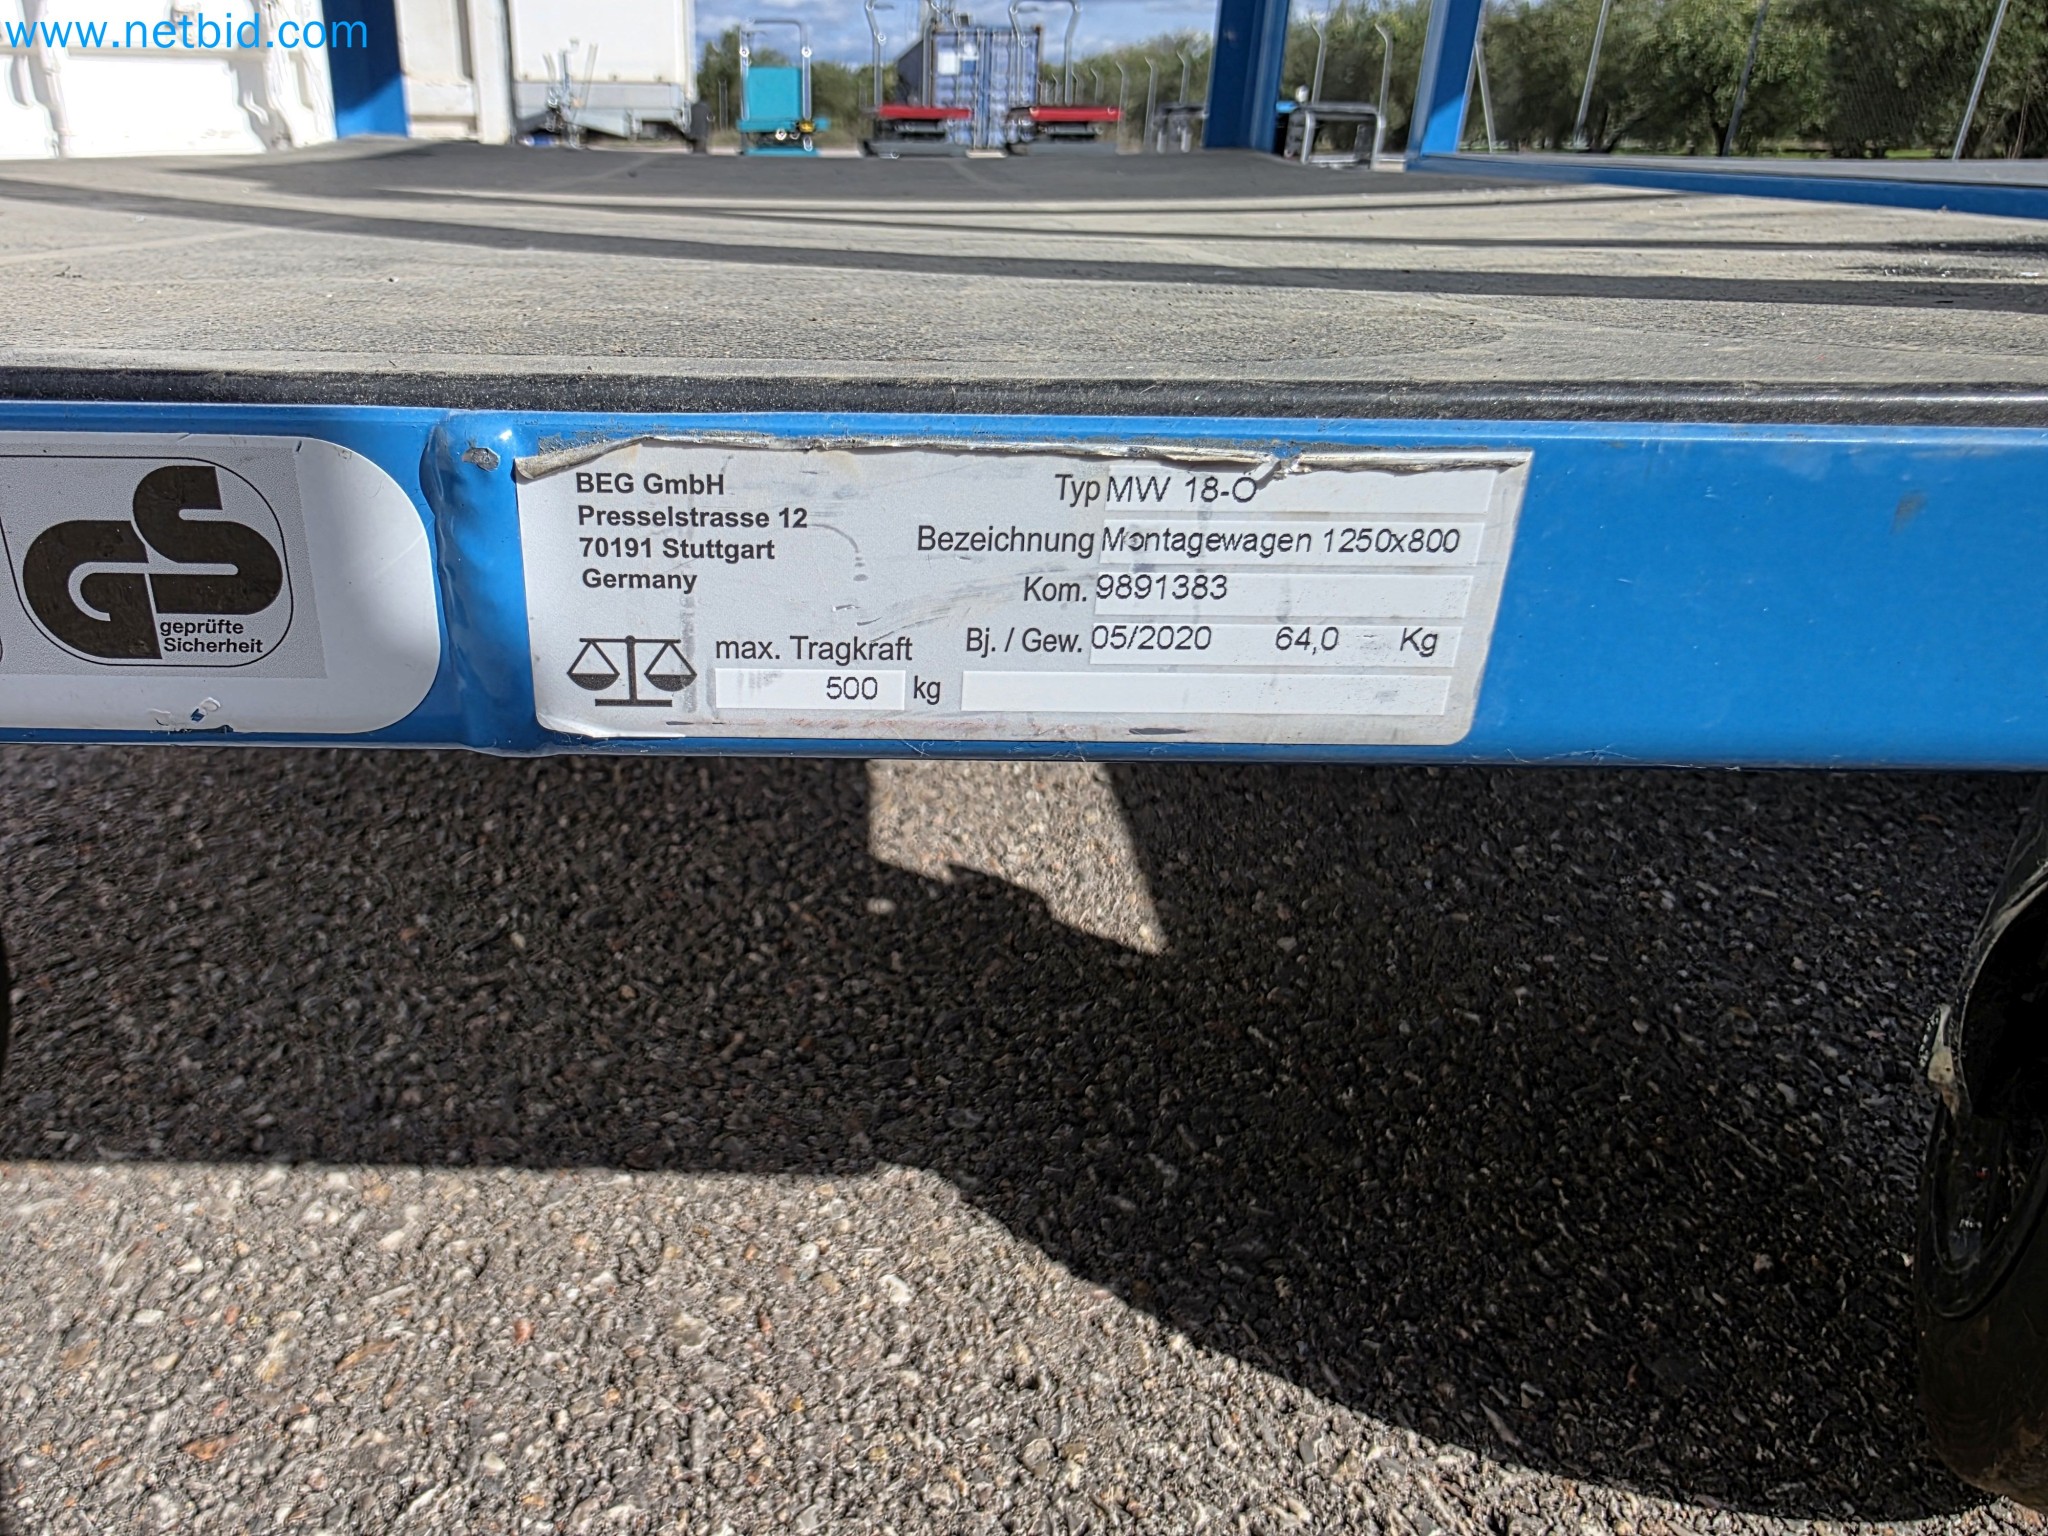 www.netbid.com
GS
geprüfte
Sicherheit
BEG GmbH
Presselstrasse 12
70191 Stuttgart
Germany
max. Tragkraft
500 kg
Typ MW 18-O
Bezeichnung Montagewagen 1250x800
Kom. 9891383
Bj. / Gew. 05/2020 64,0 Kg